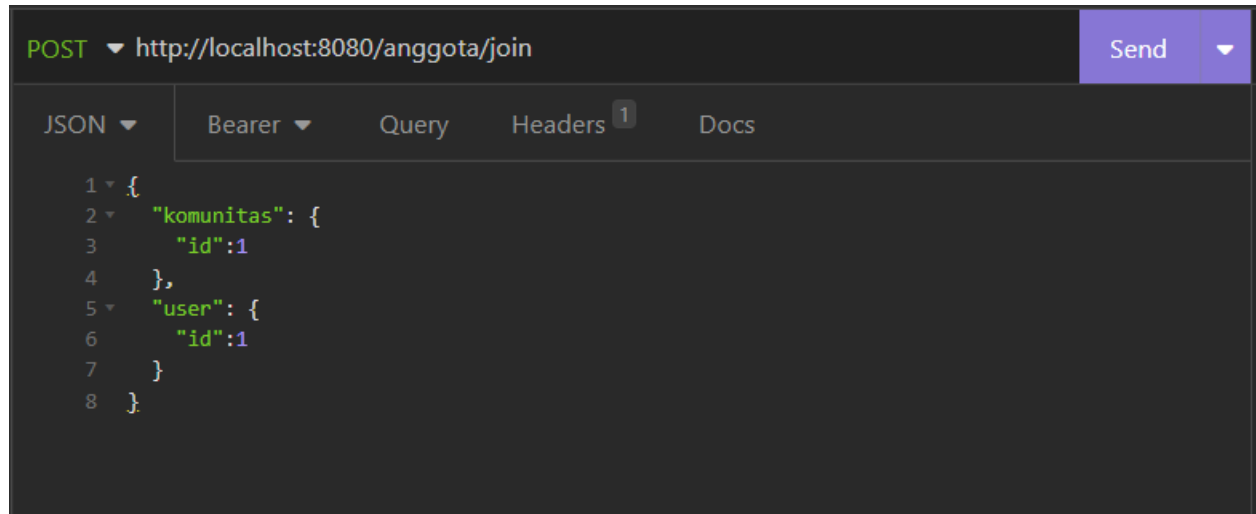 POST http://localhost:8080/anggota/join Send
JSON Bearer Query Headers 1 Docs
1 {
2 "komunitas": {
3 "id":1
4 },
5 "user": {
6 "id":1
7 }
8 }